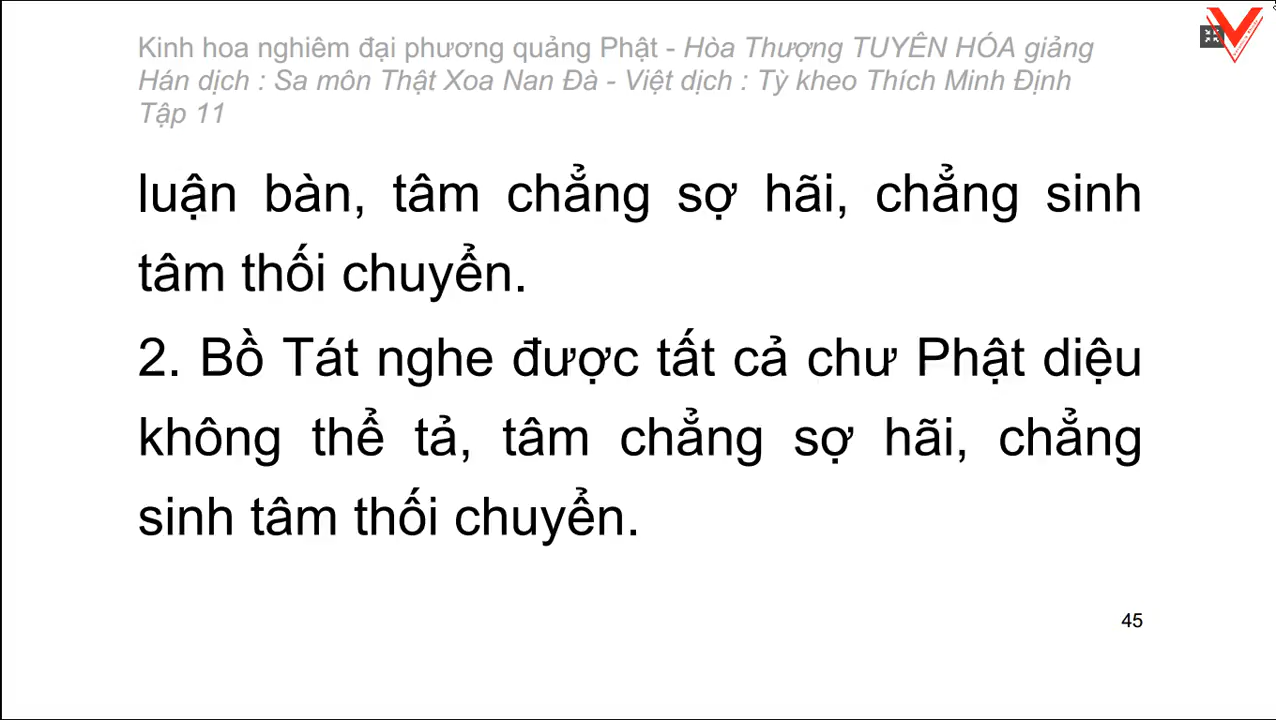 Kinh hoa nghiêm đại phương quảng Phật - Hòa Thượng TUYÊN HÓA giảng
Hán dịch : Sa môn Thật Xoa Nan Đà - Việt dịch : Tỳ kheo Thích Minh Định
Tập 11
luận bàn, tâm chẳng sợ hãi, chẳng sinh
tâm thối chuyển.
2. Bồ Tát nghe được tất cả chư Phật diệu
không thể tả, tâm chẳng sợ hãi, chẳng
sinh tâm thối chuyển.
45